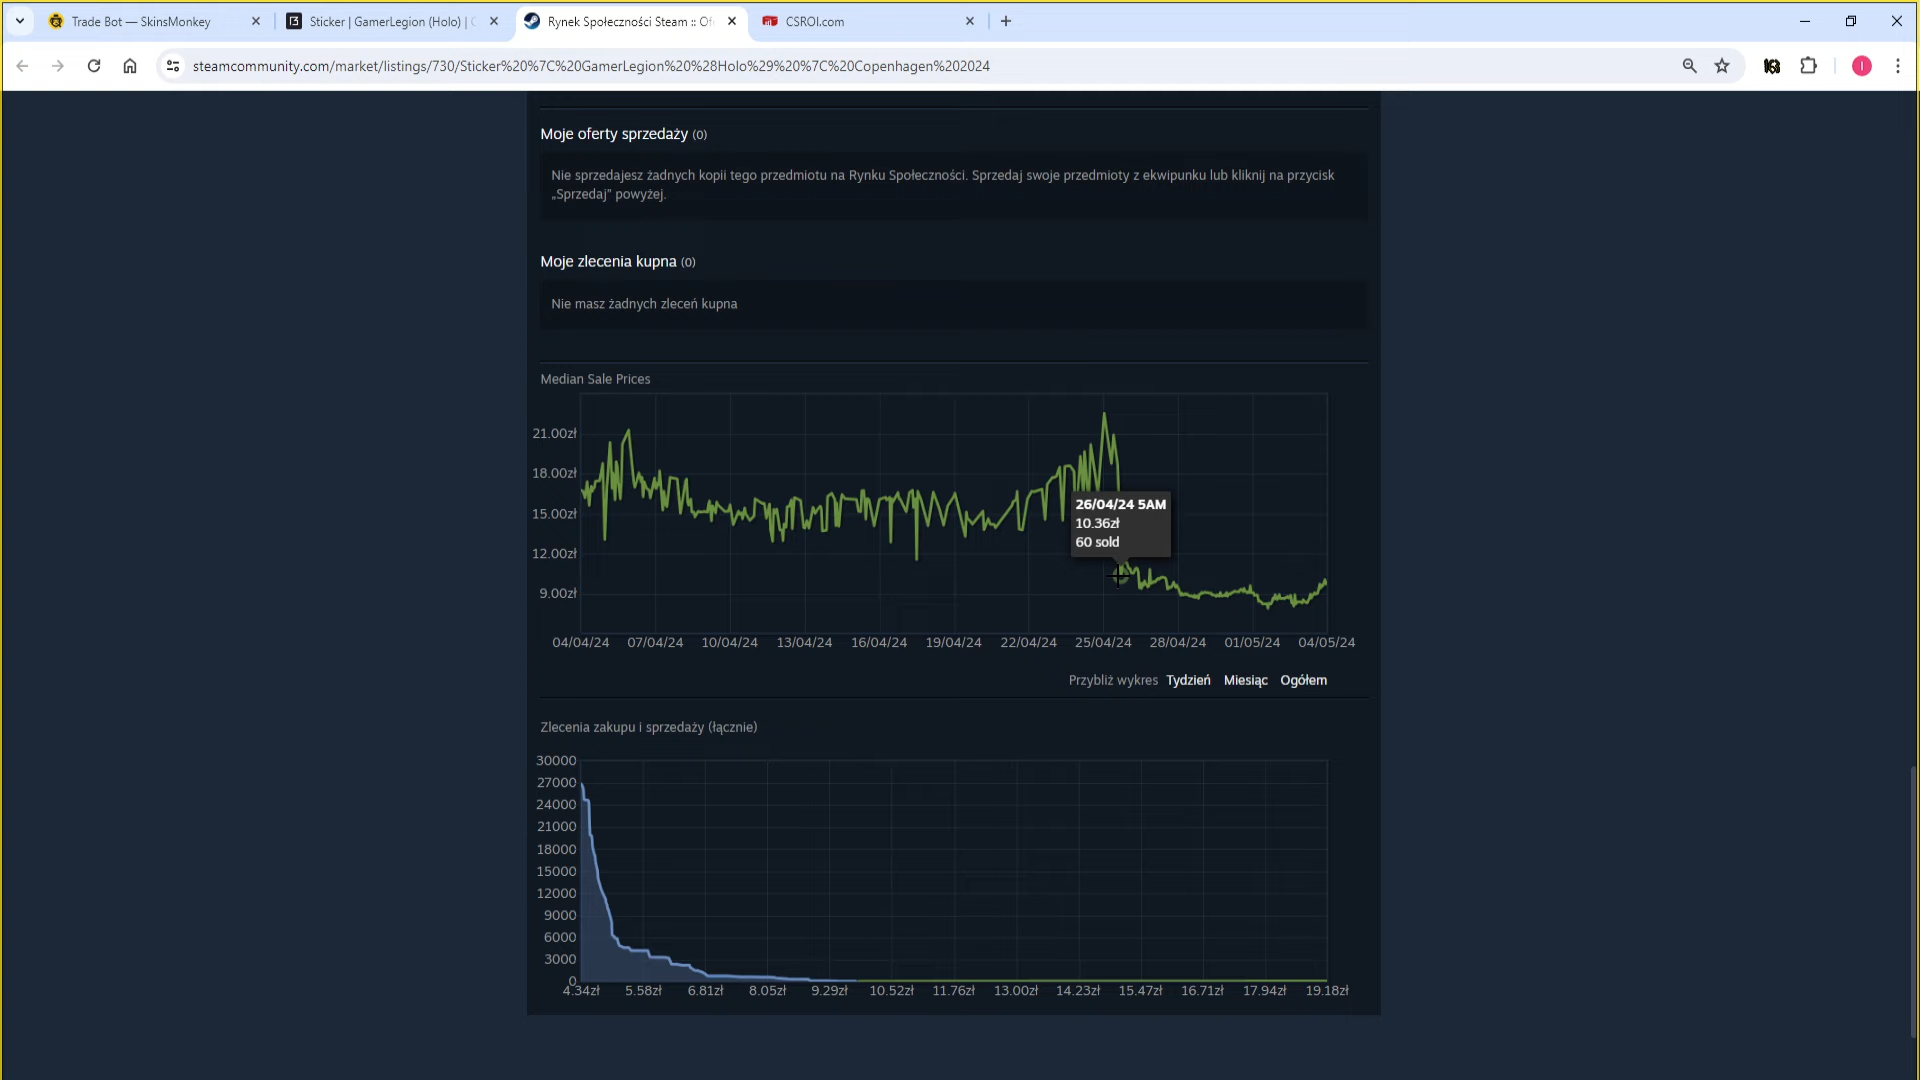 Trade Bot — SkinsMonkey
Sticker | GamerLegion (Holo) | C
Rynek Społeczności Steam :: Of
CSROI.com
steamcommunity.com/market/listings/730/Sticker%20%7C%20GamerLegion%20%28Holo%29%20%7C%20Copenhagen%202024
I
Moje oferty sprzedaży (0)
Nie sprzedajesz żadnych kopii tego przedmiotu na Rynku Społeczności. Sprzedaj swoje przedmioty z ekwipunku lub kliknij na przycisk
„Sprzedaj” powyżej.
Moje zlecenia kupna (0)
Nie masz żadnych zleceń kupna
Median Sale Prices
21.00zł
18.00zł
15.00zł
12.00zł
9.00zł
26/04/24 5AM
10.36zł
60 sold
04/04/24 07/04/24 10/04/24 13/04/24 16/04/24 19/04/24 22/04/24 25/04/24 28/04/24 01/05/24 04/05/24
Przybliż wykres Tydzień Miesiąc Ogółem
Zlecenia zakupu i sprzedaży (łącznie)
30000
27000
24000
21000
18000
15000
12000
9000
6000
3000
0
4.34zł 5.58zł 6.81zł 8.05zł 9.29zł 10.52zł 11.76zł 13.00zł 14.23zł 15.47zł 16.71zł 17.94zł 19.18zł